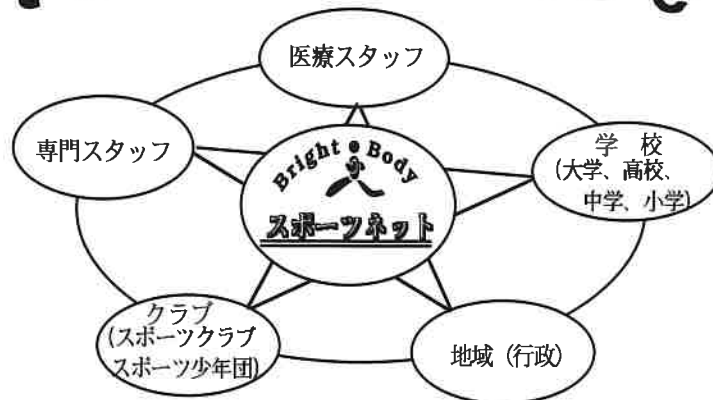 医療スタッフ
専門スタッフ
学　校
(大学、高校、
中学、小学)
Bright Body
スポーツネット
クラブ
(スポーツクラブ
スポーツ少年団)
地域（行政）